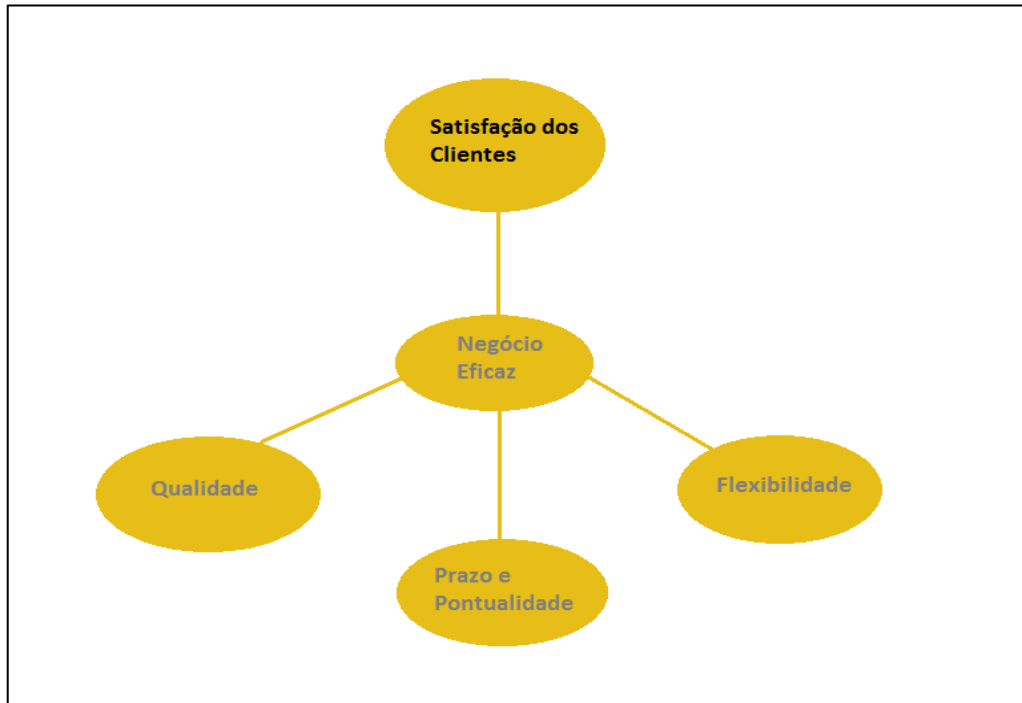 Satisfação dos
Clientes
Negócio
Eficaz
Qualidade
Flexibilidade
Prazo e
Pontualidade